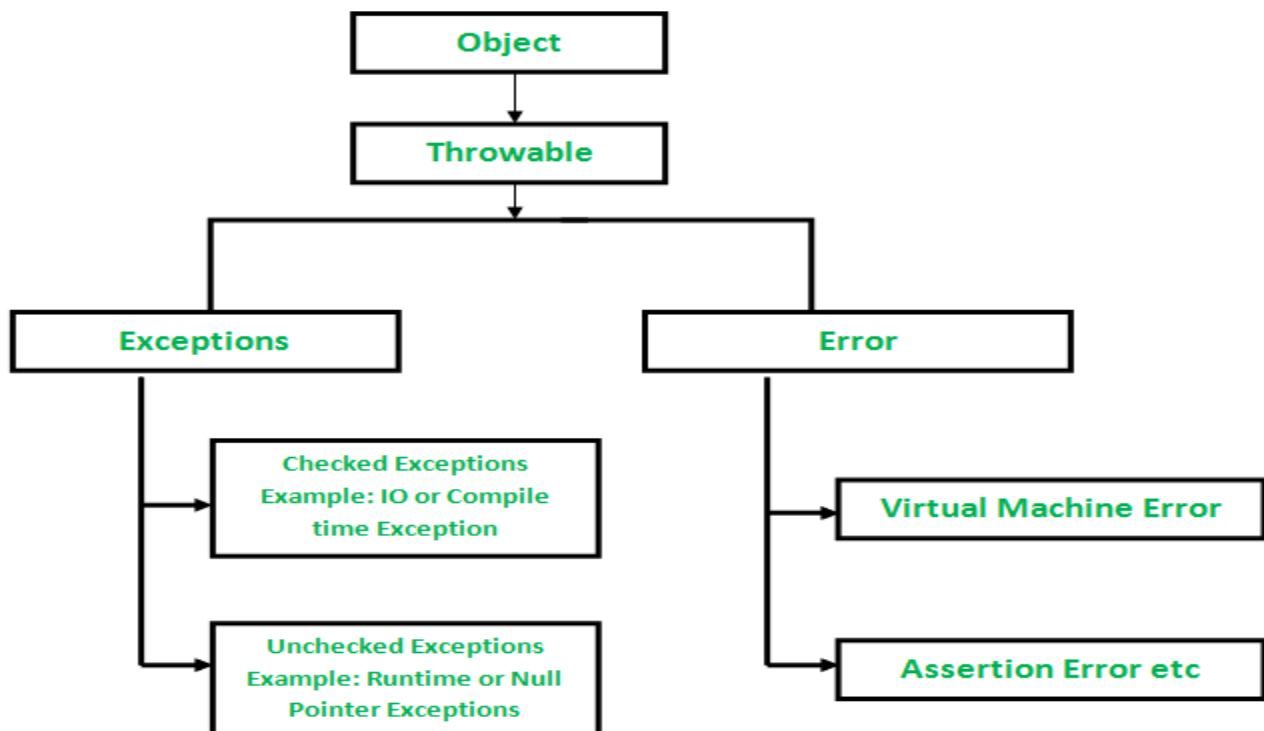 Object
Throwable
Exceptions
Error
Checked Exceptions
Example: IO or Compile
time Exception
Virtual Machine Error
Unchecked Exceptions
Example: Runtime or Null
Pointer Exceptions
Assertion Error etc